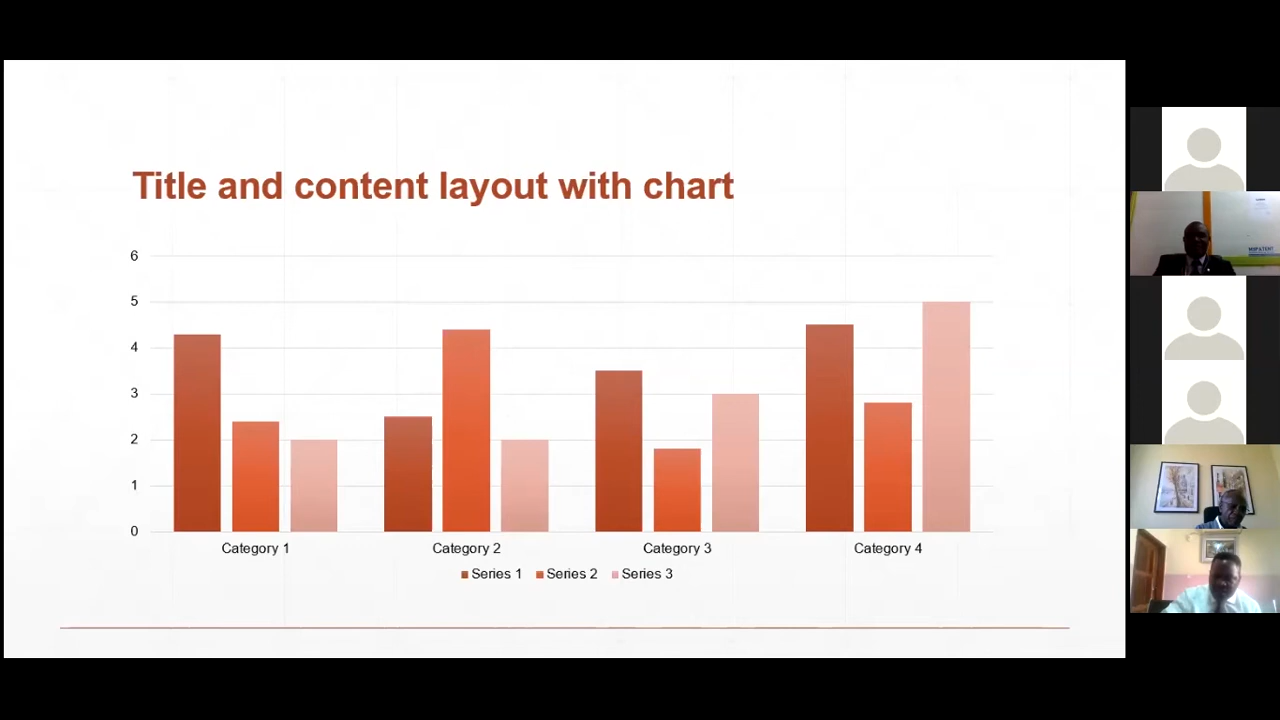 Title and content layout with chart
6
5
4
3
2
1
0
Category 1 Category 2 Category 3 Category 4
Series 1 Series 2 Series 3